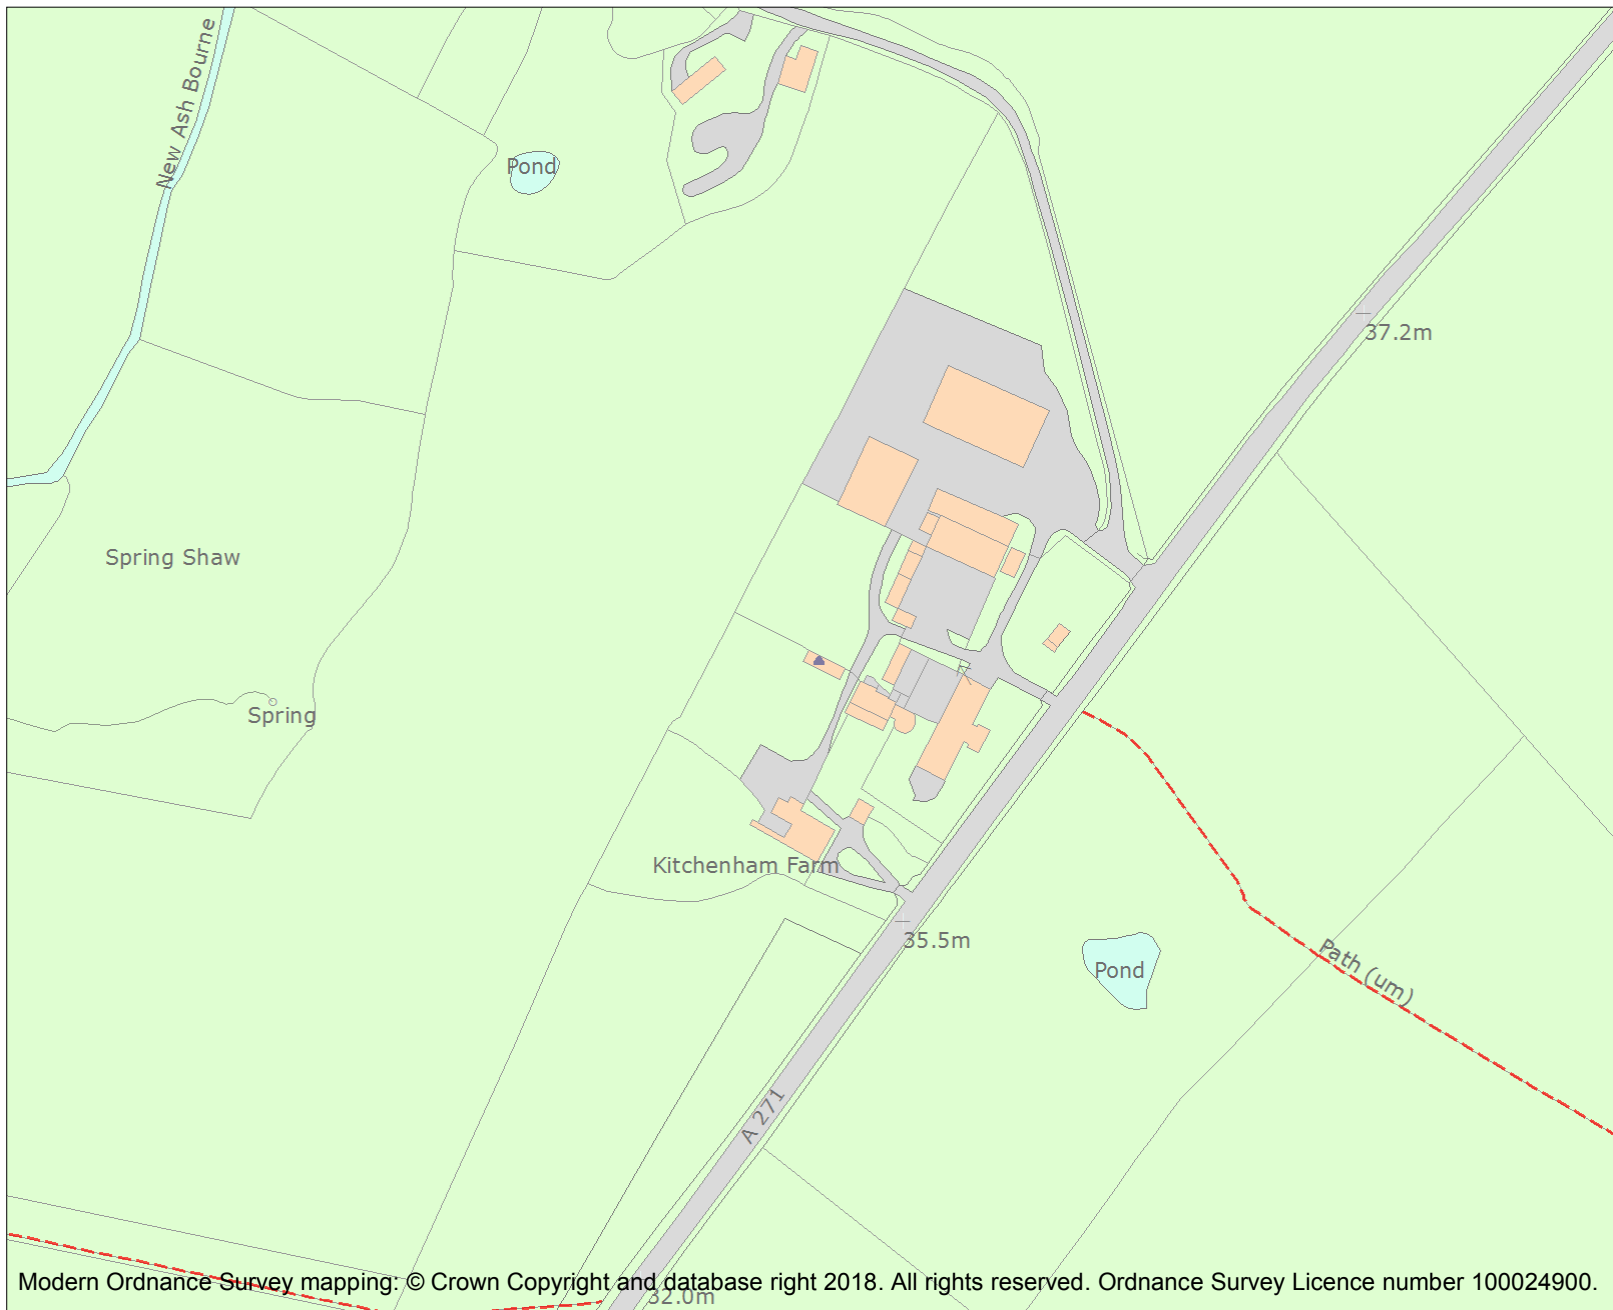 New Ash Bourne
Pond
37.2m
Spring Shaw
Spring
Kitchenham Farm
35.5m
Pond
Path (um)
A 271
Modern Ordnance Survey mapping: © Crown Copyright and database right 2018. All rights reserved. Ordnance Survey Licence number 100024900.
32.0m